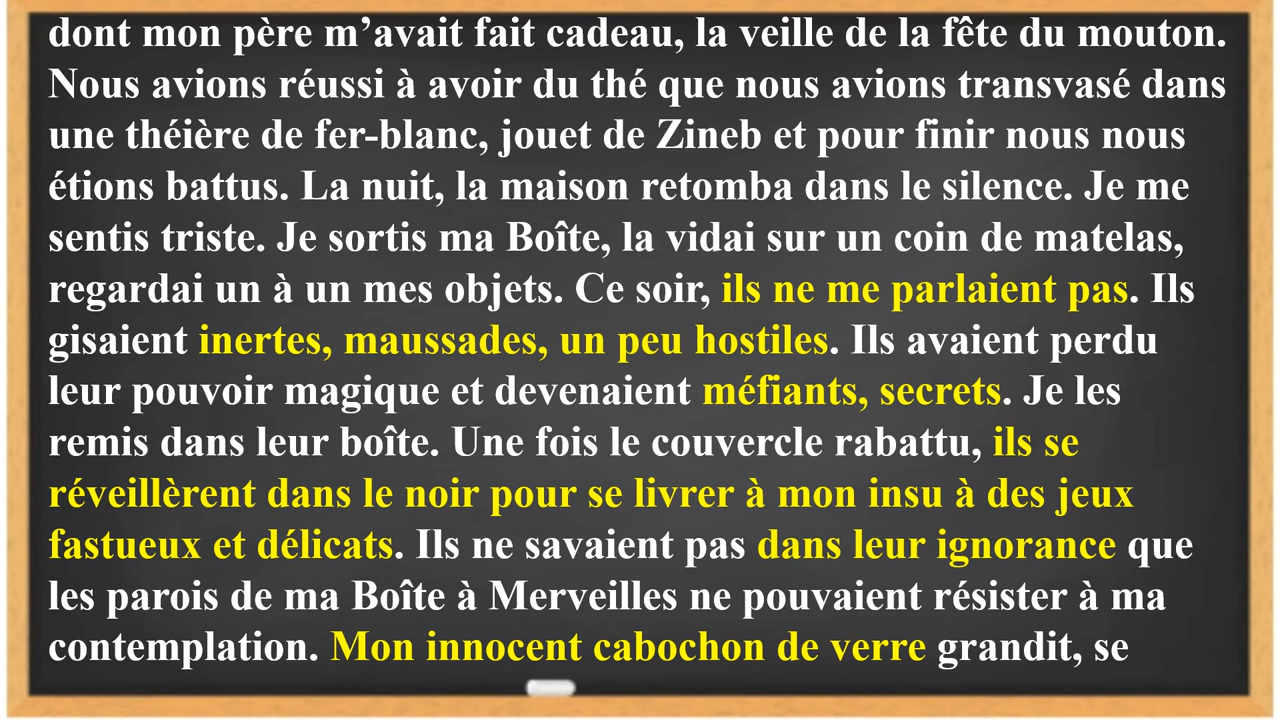 dont mon père m’avait fait cadeau, la veille de la fête du mouton.
Nous avions réussi à avoir du thé que nous avions transvasé dans
une théière de fer-blanc, jouet de Zineb et pour finir nous nous
étions battus. La nuit, la maison retomba dans le silence. Je me
sentis triste. Je sortis ma Boîte, la vidai sur un coin de matelas,
regardai un à un mes objets. Ce soir, ils ne me parlaient pas. Ils
gisaient inertes, maussades, un peu hostiles. Ils avaient perdu
leur pouvoir magique et devenaient méfiants, secrets. Je les
remis dans leur boîte. Une fois le couvercle rabattu, ils se
réveillèrent dans le noir pour se livrer à mon insu à des jeux
fastueux et délicats. Ils ne savaient pas dans leur ignorance que
les parois de ma Boîte à Merveilles ne pouvaient résister à ma
contemplation. Mon innocent cabochon de verre grandit, se